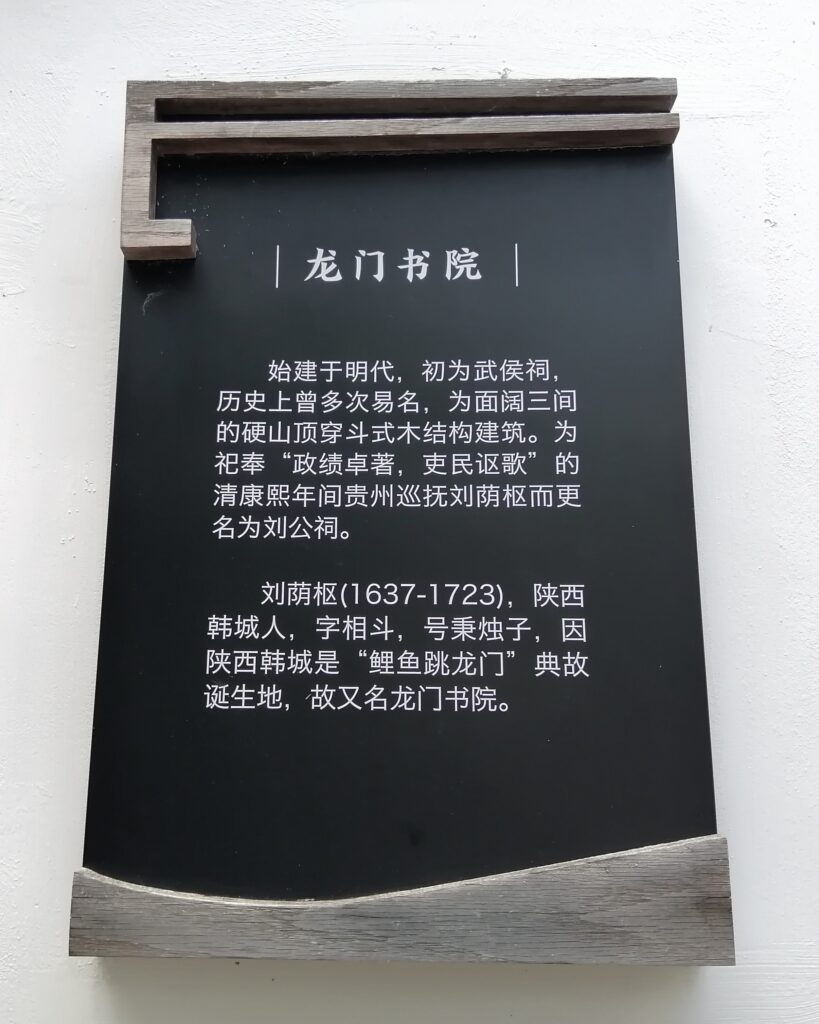 龙门书院
始建于明代，初为武侯祠，
历史上曾多次易名，为面阔三间
的硬山顶穿斗式木结构建筑。为
祀奉“政绩卓著，吏民讴歌”的
清康熙年间贵州巡抚刘荫枢而更
名为刘公祠。
刘荫枢(1637-1723)，陕西
韩城人，字相斗，号秉烛子，因
陕西韩城是“鲤鱼跳龙门”典故
诞生地，故又名龙门书院。